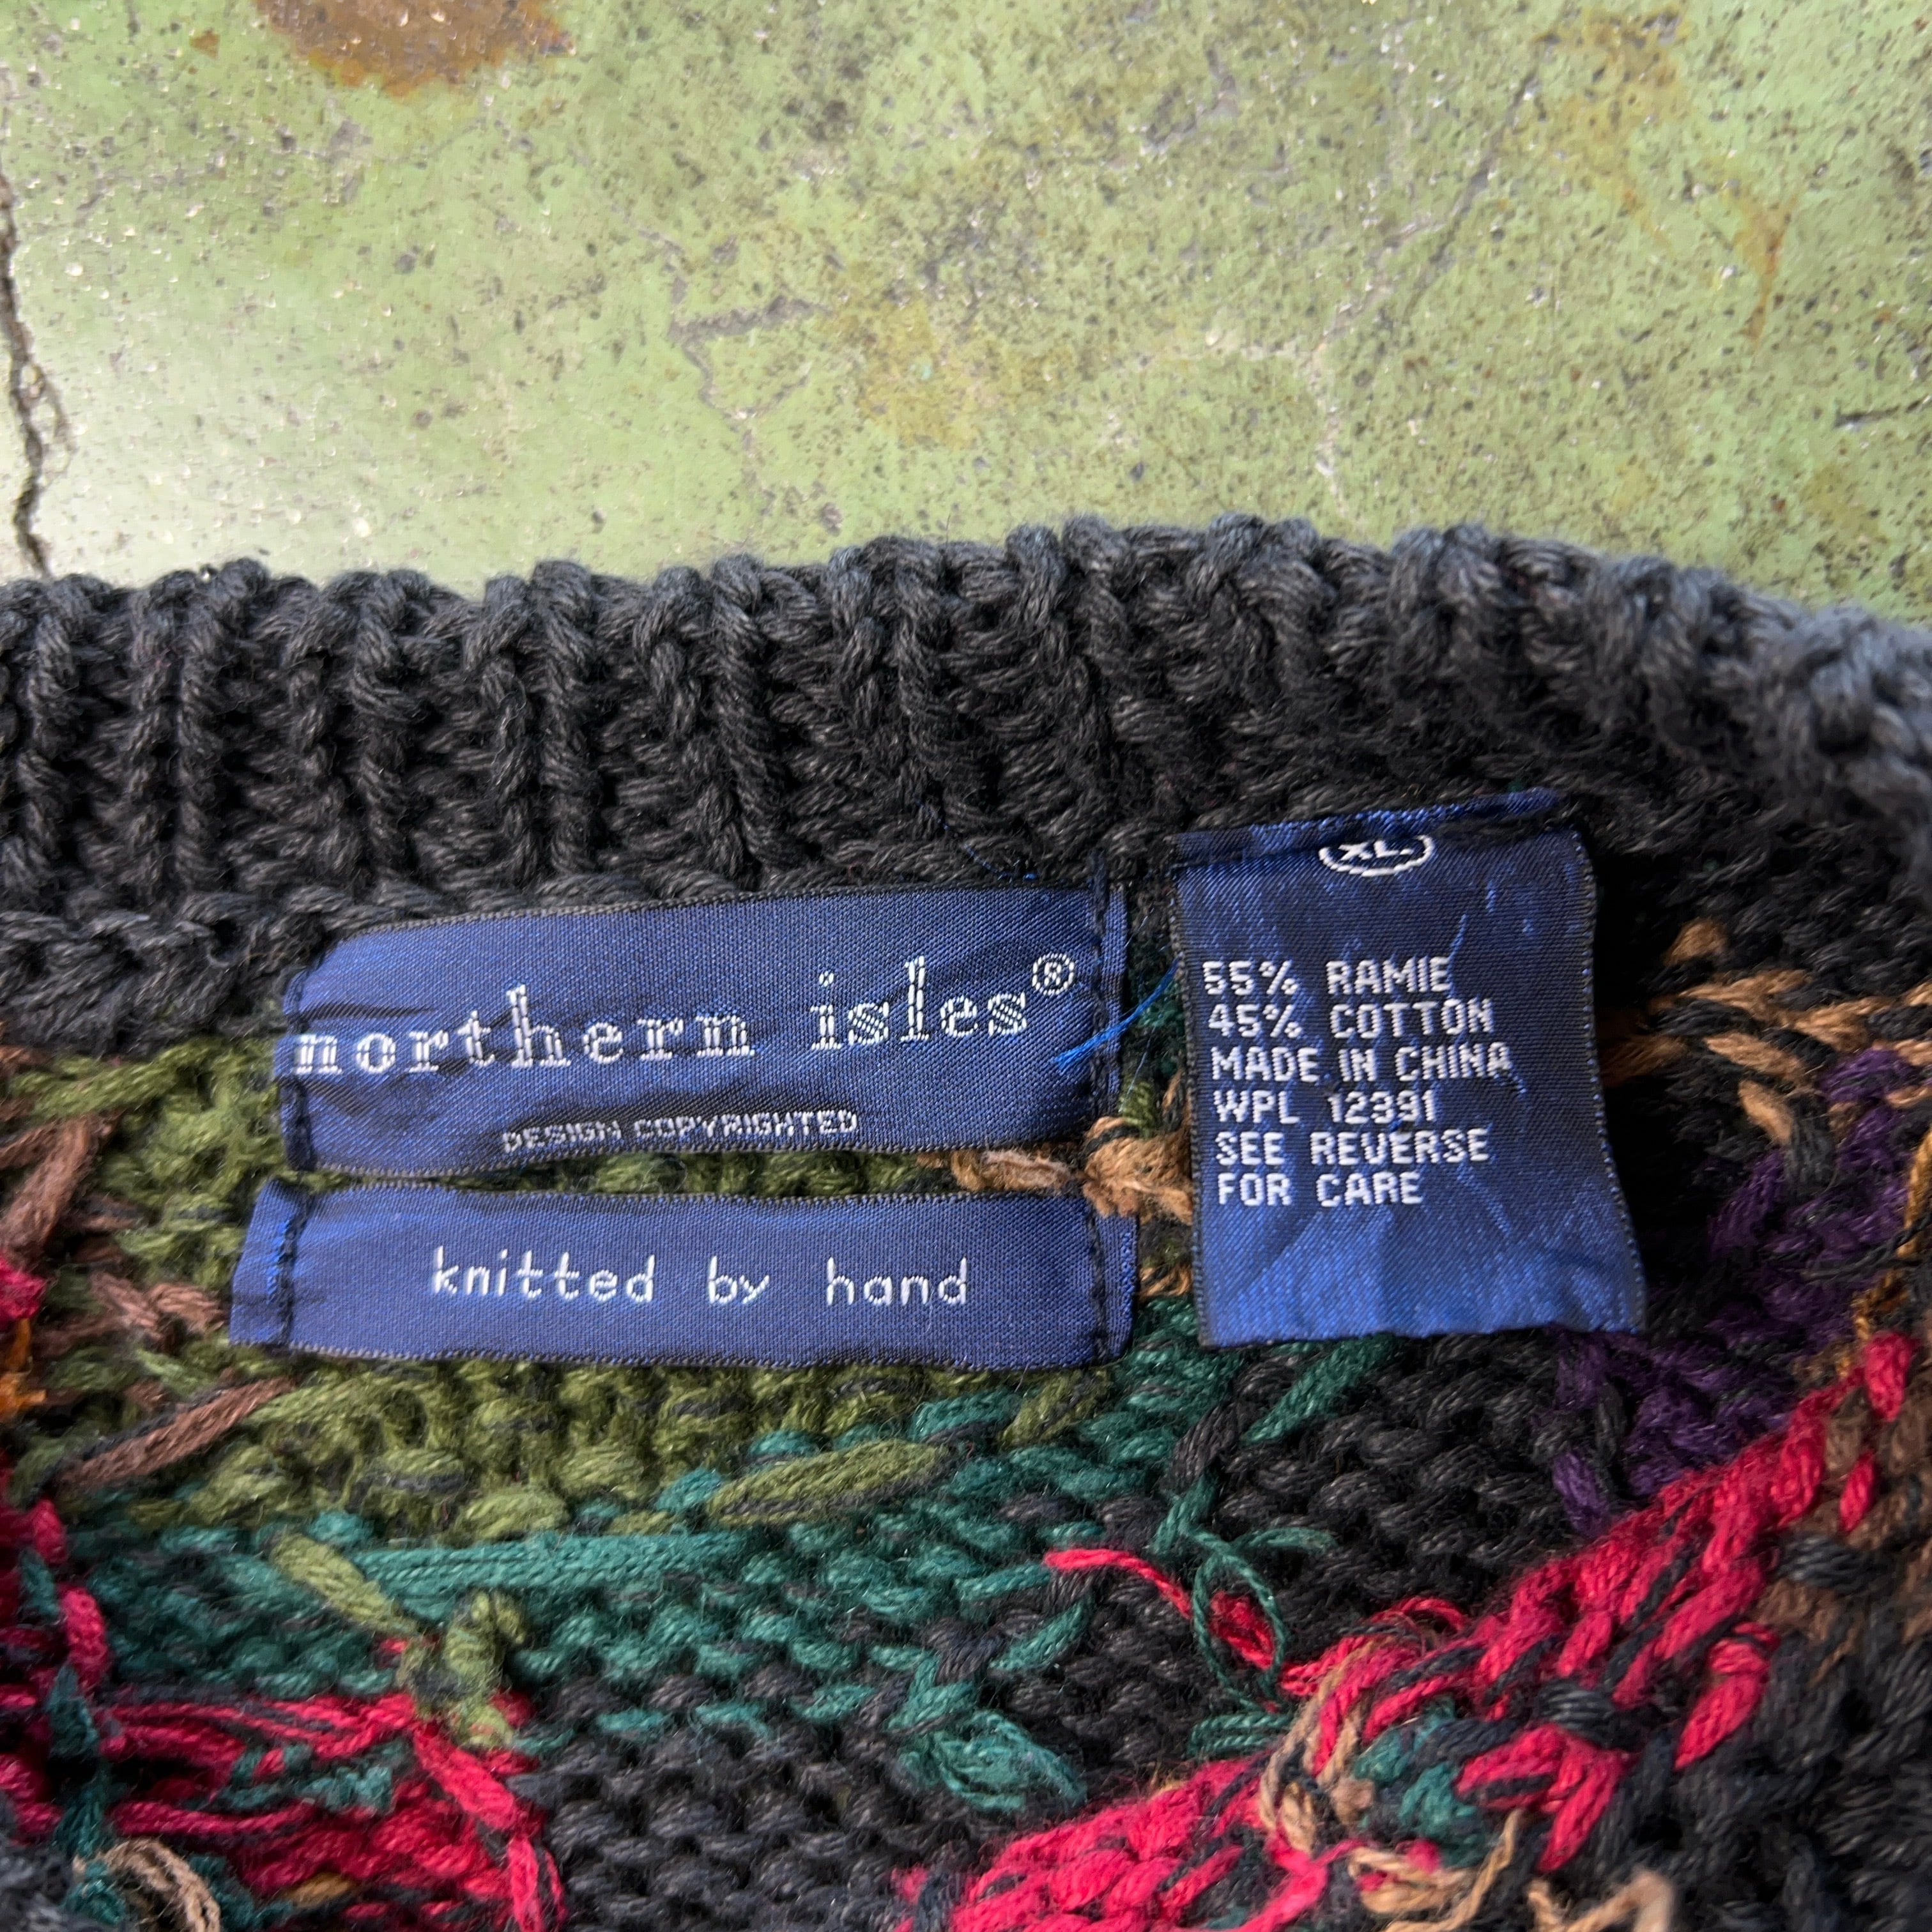 northern isles®
DESIGN COPYRIGHTED
knitted by hand
XL
55% RAMIE
45% COTTON
MADE IN CHINA
WPL 12391
SEE REVERSE
FOR CARE